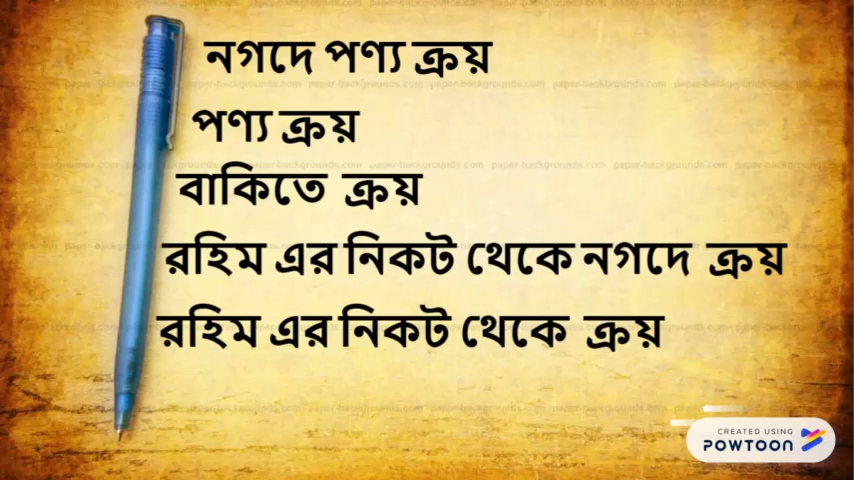 নগদে পণ্য ক্রয়
পণ্য ক্রয়
বাকিতে ক্রয়
রহিম এর নিকট থেকে নগদে ক্রয়
রহিম এর নিকট থেকে ক্রয়
CREATED USING
POWTOON